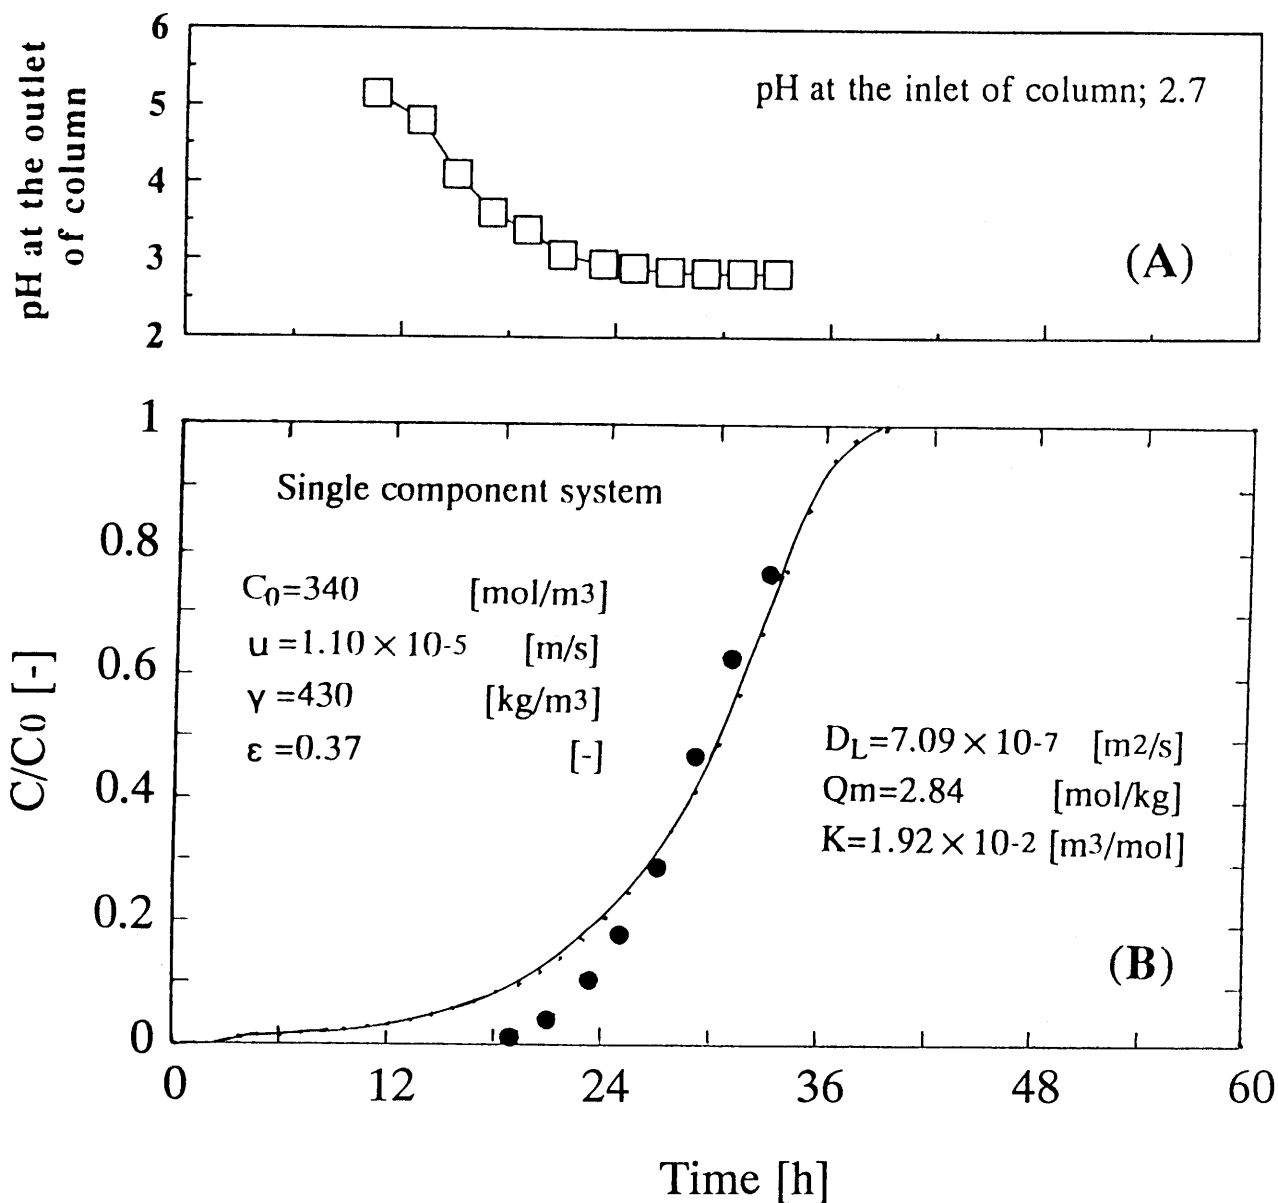 6
5
4
3
2
pH at the outlet
of column
pH at the inlet of column; 2.7
(A)
1
0.8
0.6
0.4
0.2
0
C/C0 [-]
Single component system
C0=340 [mol/m3]
u =1.10 × 10-5 [m/s]
γ =430 [kg/m3]
ε =0.37 [-]
DL=7.09 × 10-7 [m2/s]
Qm=2.84 [mol/kg]
K=1.92 × 10-2 [m3/mol]
(B)
0 12 24 36 48 60
Time [h]